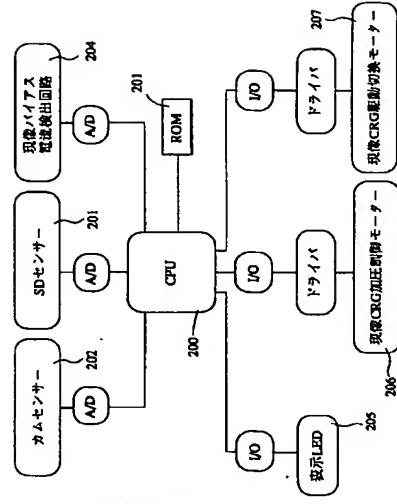 カムセンサー
202
SDセンサー
201
現像バイアス
電流検出回路
204
A/D
A/D
A/D
201
ROM
CPU
200
I/O
I/O
I/O
ドライバ
ドライバ
表示LED
205
現像CRG加圧制御モーター
206
現像CRG駆動切換モーター
207